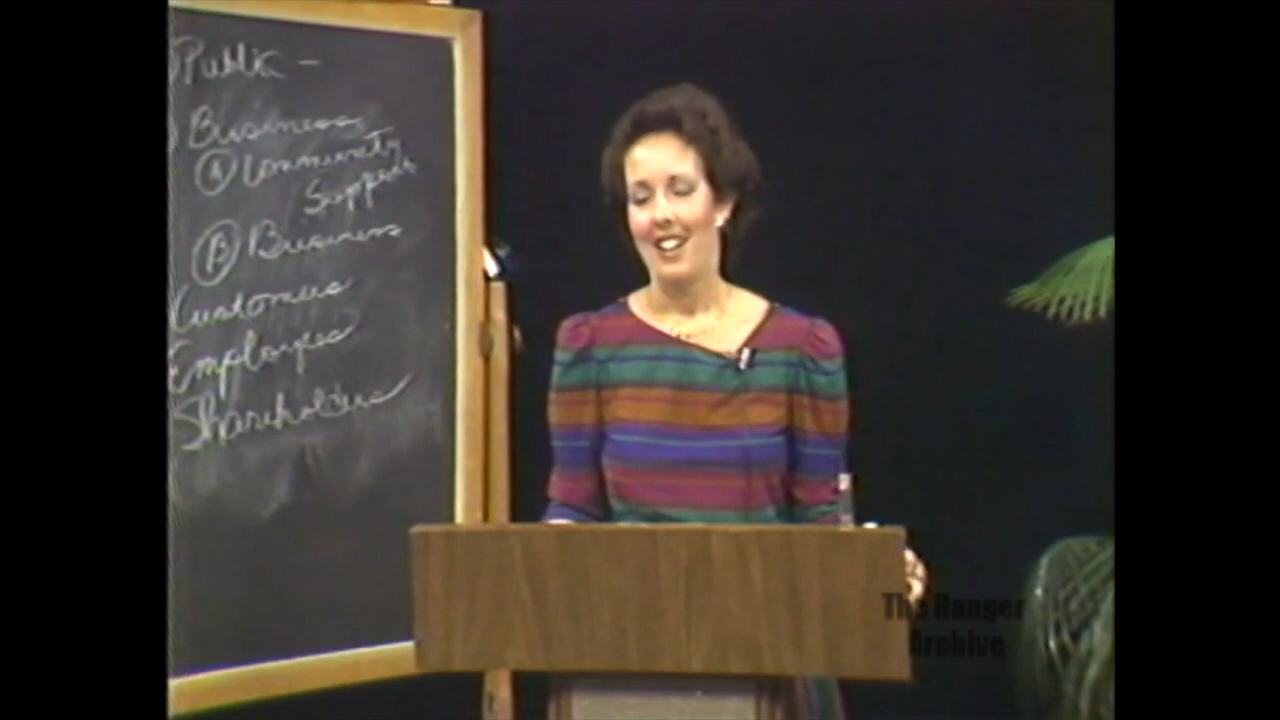 Public -
Business
Ⓐ Community
Support
Ⓑ Business
Customers
Employees
Shareholders
The Ranger
Archive